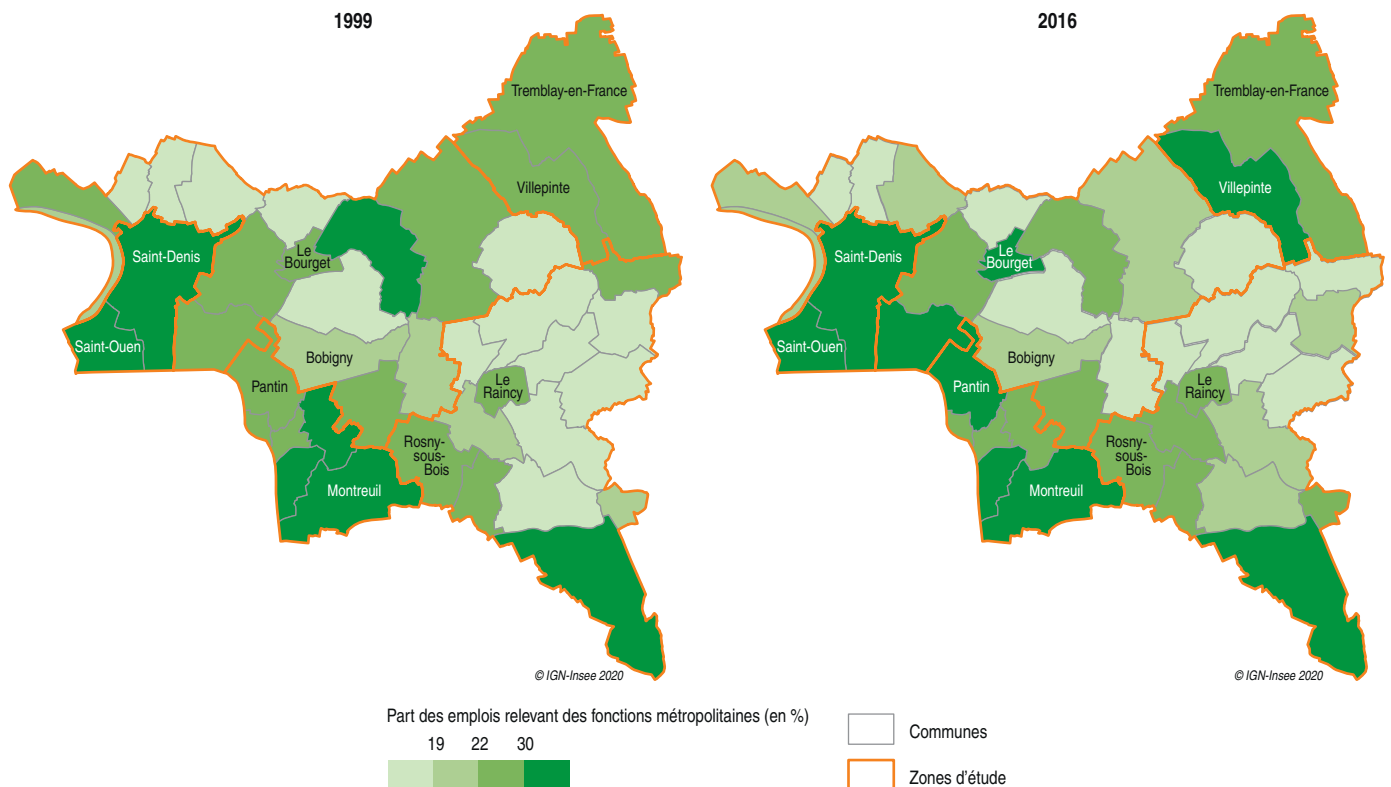 1999
Tremblay-en-France
Villepinte
Saint-Denis
Le
Bourget
Saint-Ouen
Bobigny
Pantin
Le
Raincy
Rosny-
sous-
Bois
Montreuil
© IGN-Insee 2020
2016
Tremblay-en-France
Villepinte
Saint-Denis
Le
Bourget
Saint-Ouen
Bobigny
Pantin
Le
Raincy
Rosny-
sous-
Bois
Montreuil
© IGN-Insee 2020
Part des emplois relevant des fonctions métropolitaines (en %)
19 22 30
Communes
Zones d'étude